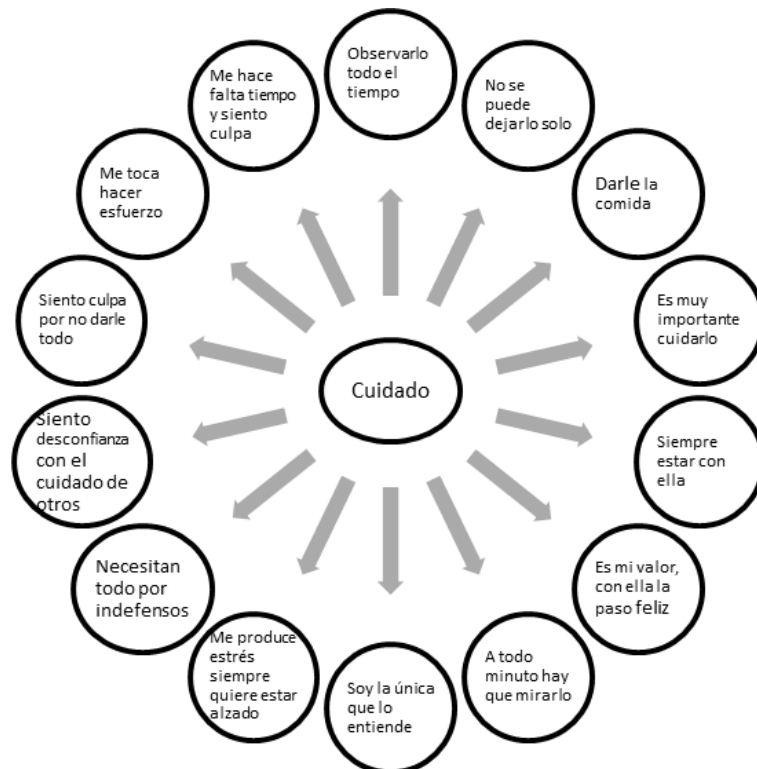 Observarlo
todo el
tiempo
No se
puede
dejarlo solo
Darle la
comida
Es muy
importante
cuidarlo
Siempre
estar con
ella
Es mi valor,
con ella la
paso feliz
A todo
minuto hay
que mirarlo
Soy la única
que lo
entiende
Me produce
estrés
siempre
quiere estar
alzado
Necesitan
todo por
indefensos
Siento
desconfianza
con el
cuidado de
otros
Siento culpa
por no darle
todo
Me toca
hacer
esfuerzo
Me hace
falta tiempo
y siento
culpa
Cuidado